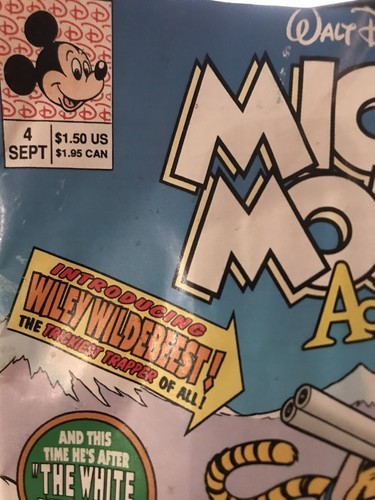 4
SEPT
$1.50 US
$1.95 CAN
WALT
MIC
MO
INTRODUCING
WILEY WILDEBEEST!
THE TRICKIEST TRAPPER OF ALL!
AND THIS
TIME HE'S AFTER
"THE WHITE